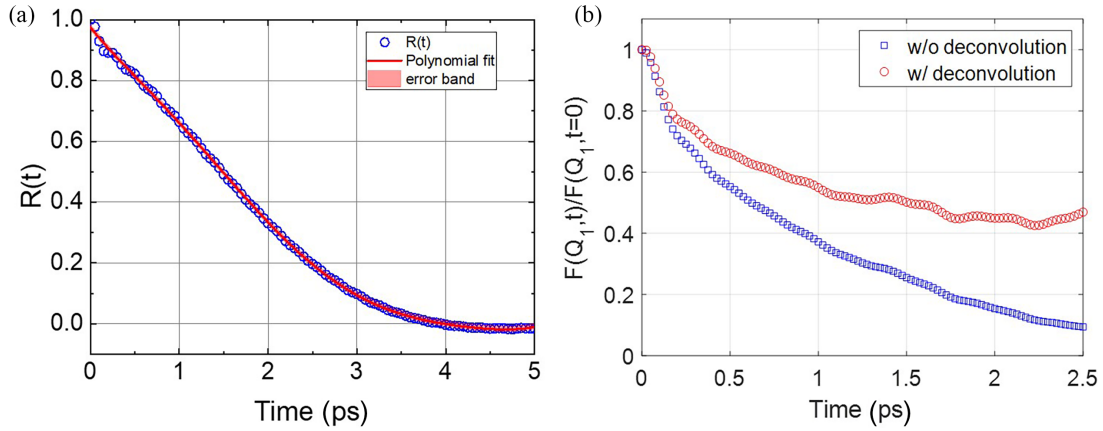 (a)
1.0
0.8
0.6
0.4
0.2
0.0
R(t)
R(t)
Polynomial fit
error band
0 1 2 3 4 5
Time (ps)
(b)
1
0.8
0.6
0.4
0.2
0
F(Q₁,t)/F(Q₁,t=0)
w/o deconvolution
w/ deconvolution
0 0.5 1 1.5 2 2.5
Time (ps)